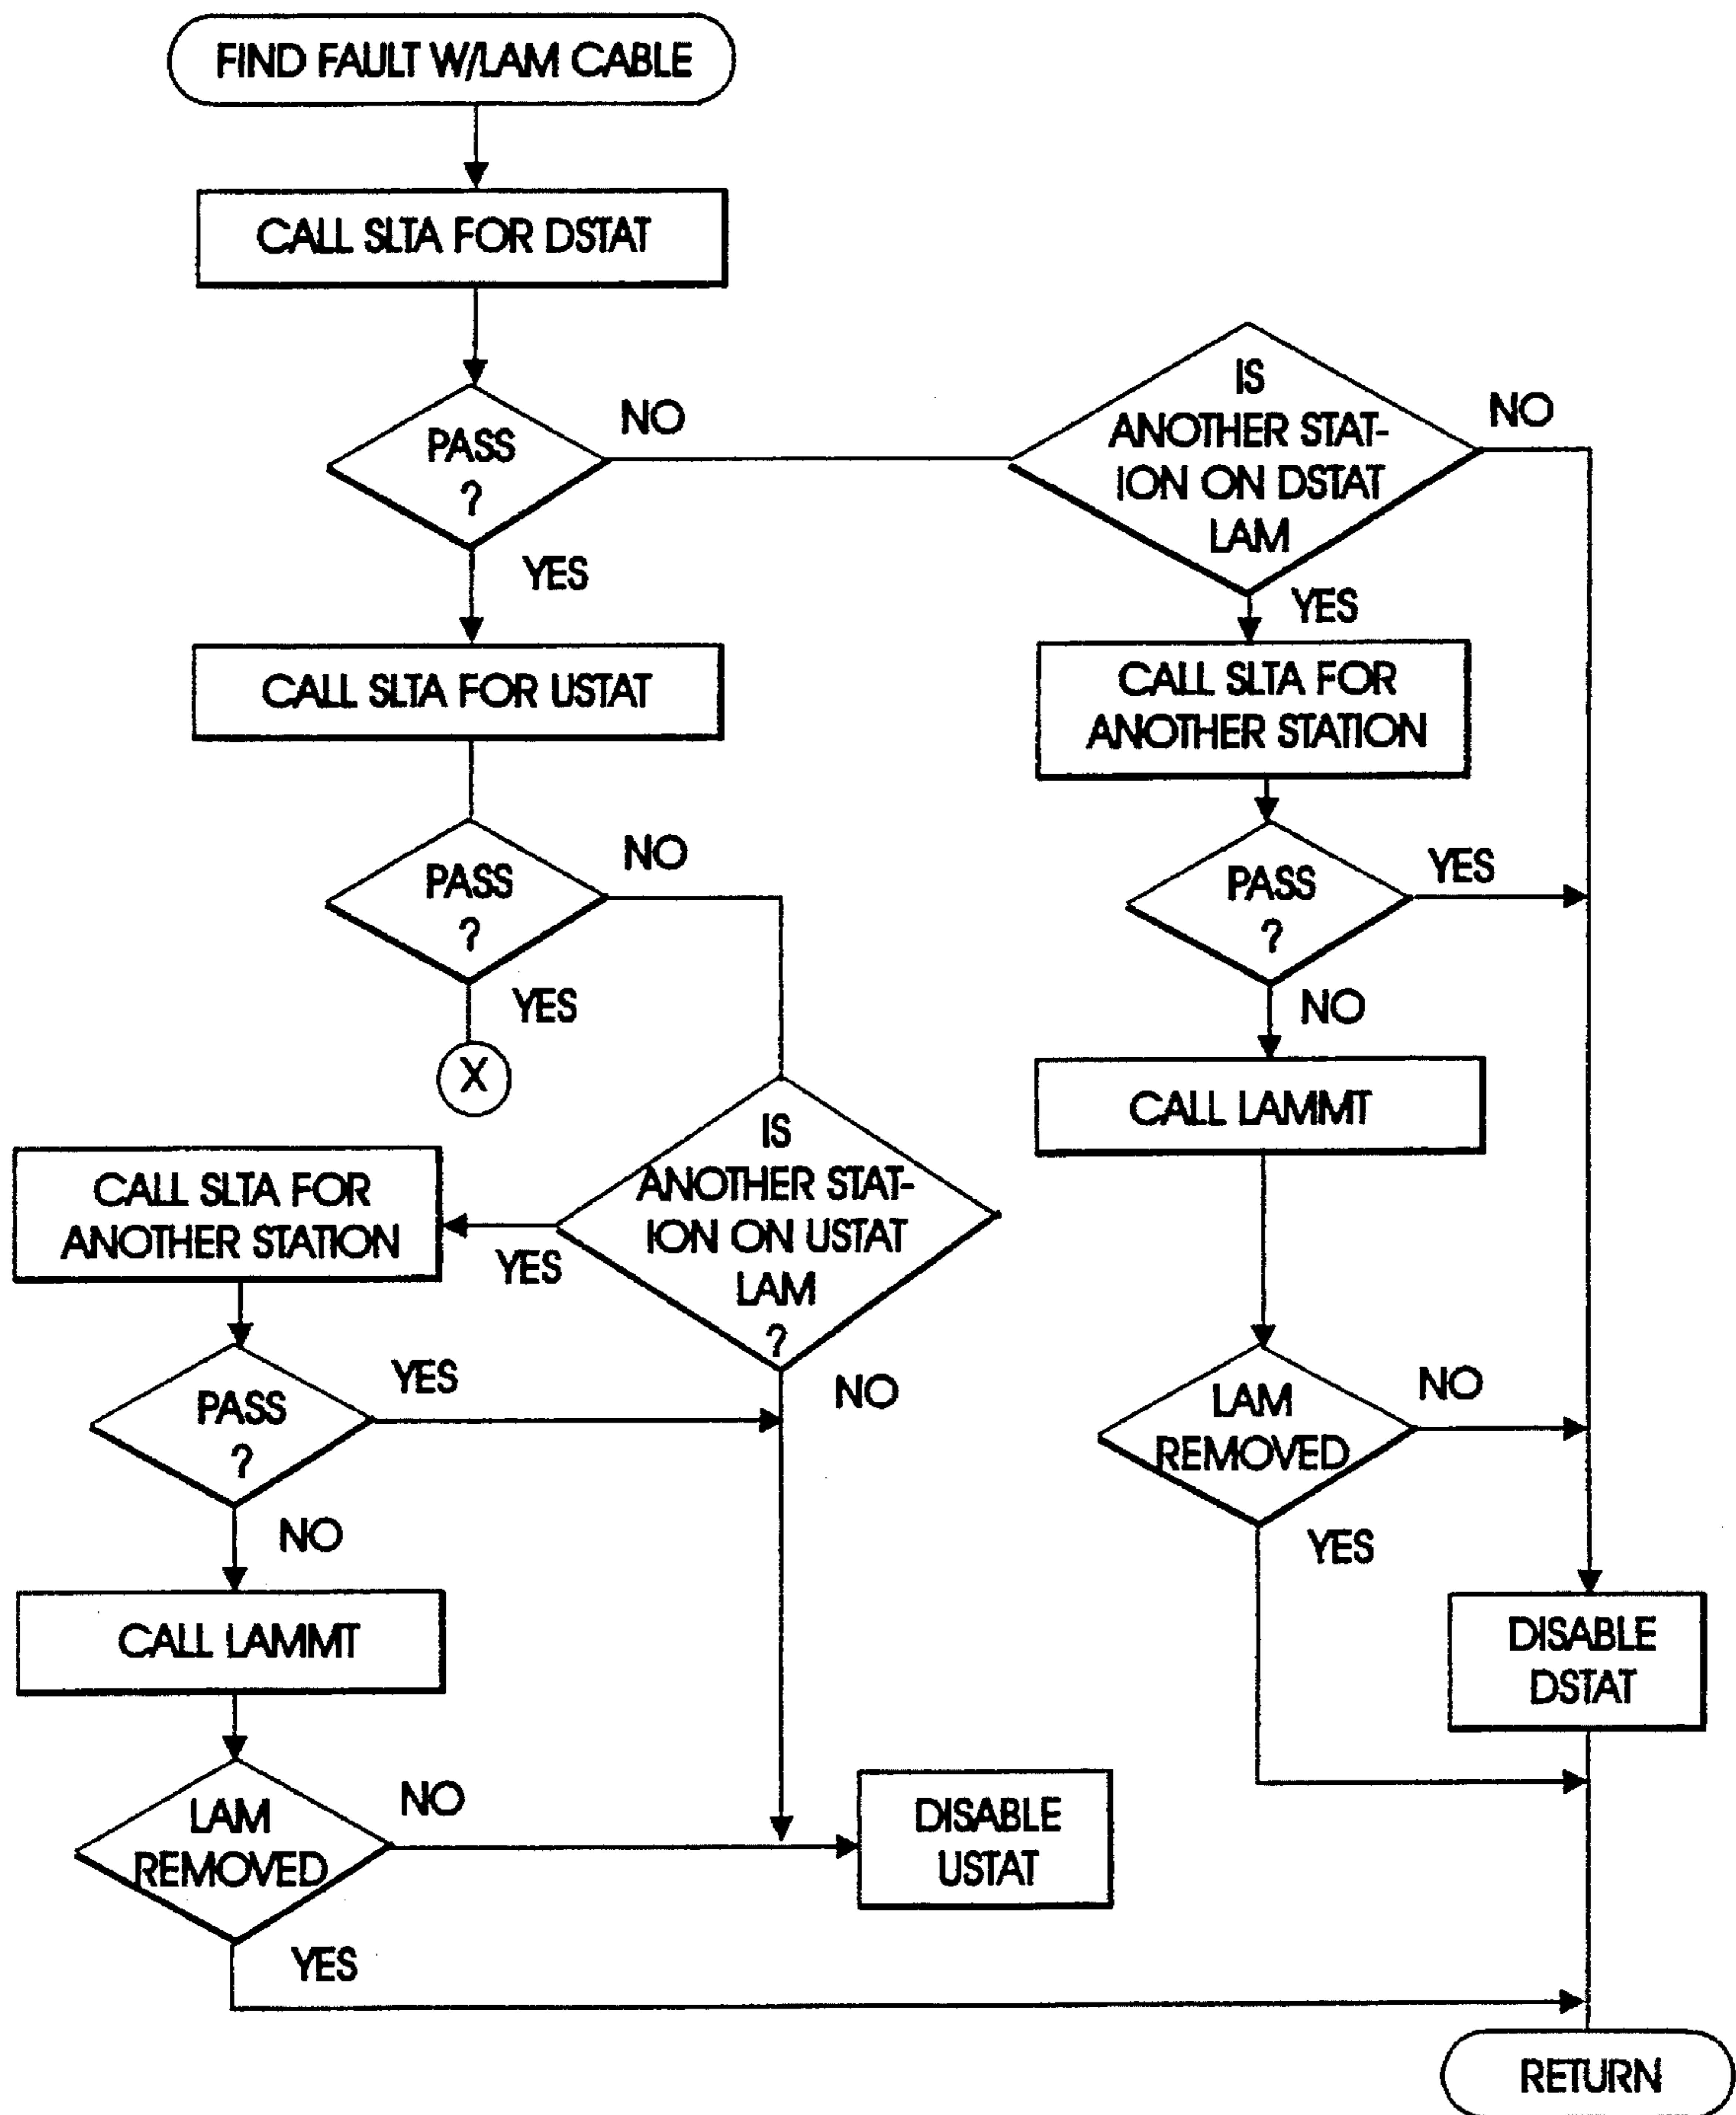 FIND FAULT W/LAM CABLE
CALL SLTA FOR DSTAT
PASS
?
NO
YES
IS
ANOTHER STAT-
ION ON DSTAT
LAM
NO
YES
CALL SLTA FOR USTAT
CALL SLTA FOR
ANOTHER STATION
PASS
?
NO
YES
X
PASS
?
YES
NO
CALL LAMMT
IS
ANOTHER STAT-
ION ON USTAT
LAM
?
YES
NO
CALL SLTA FOR
ANOTHER STATION
PASS
?
YES
NO
LAM
REMOVED
NO
YES
CALL LAMMT
DISABLE
DSTAT
LAM
REMOVED
NO
YES
DISABLE
USTAT
RETURN